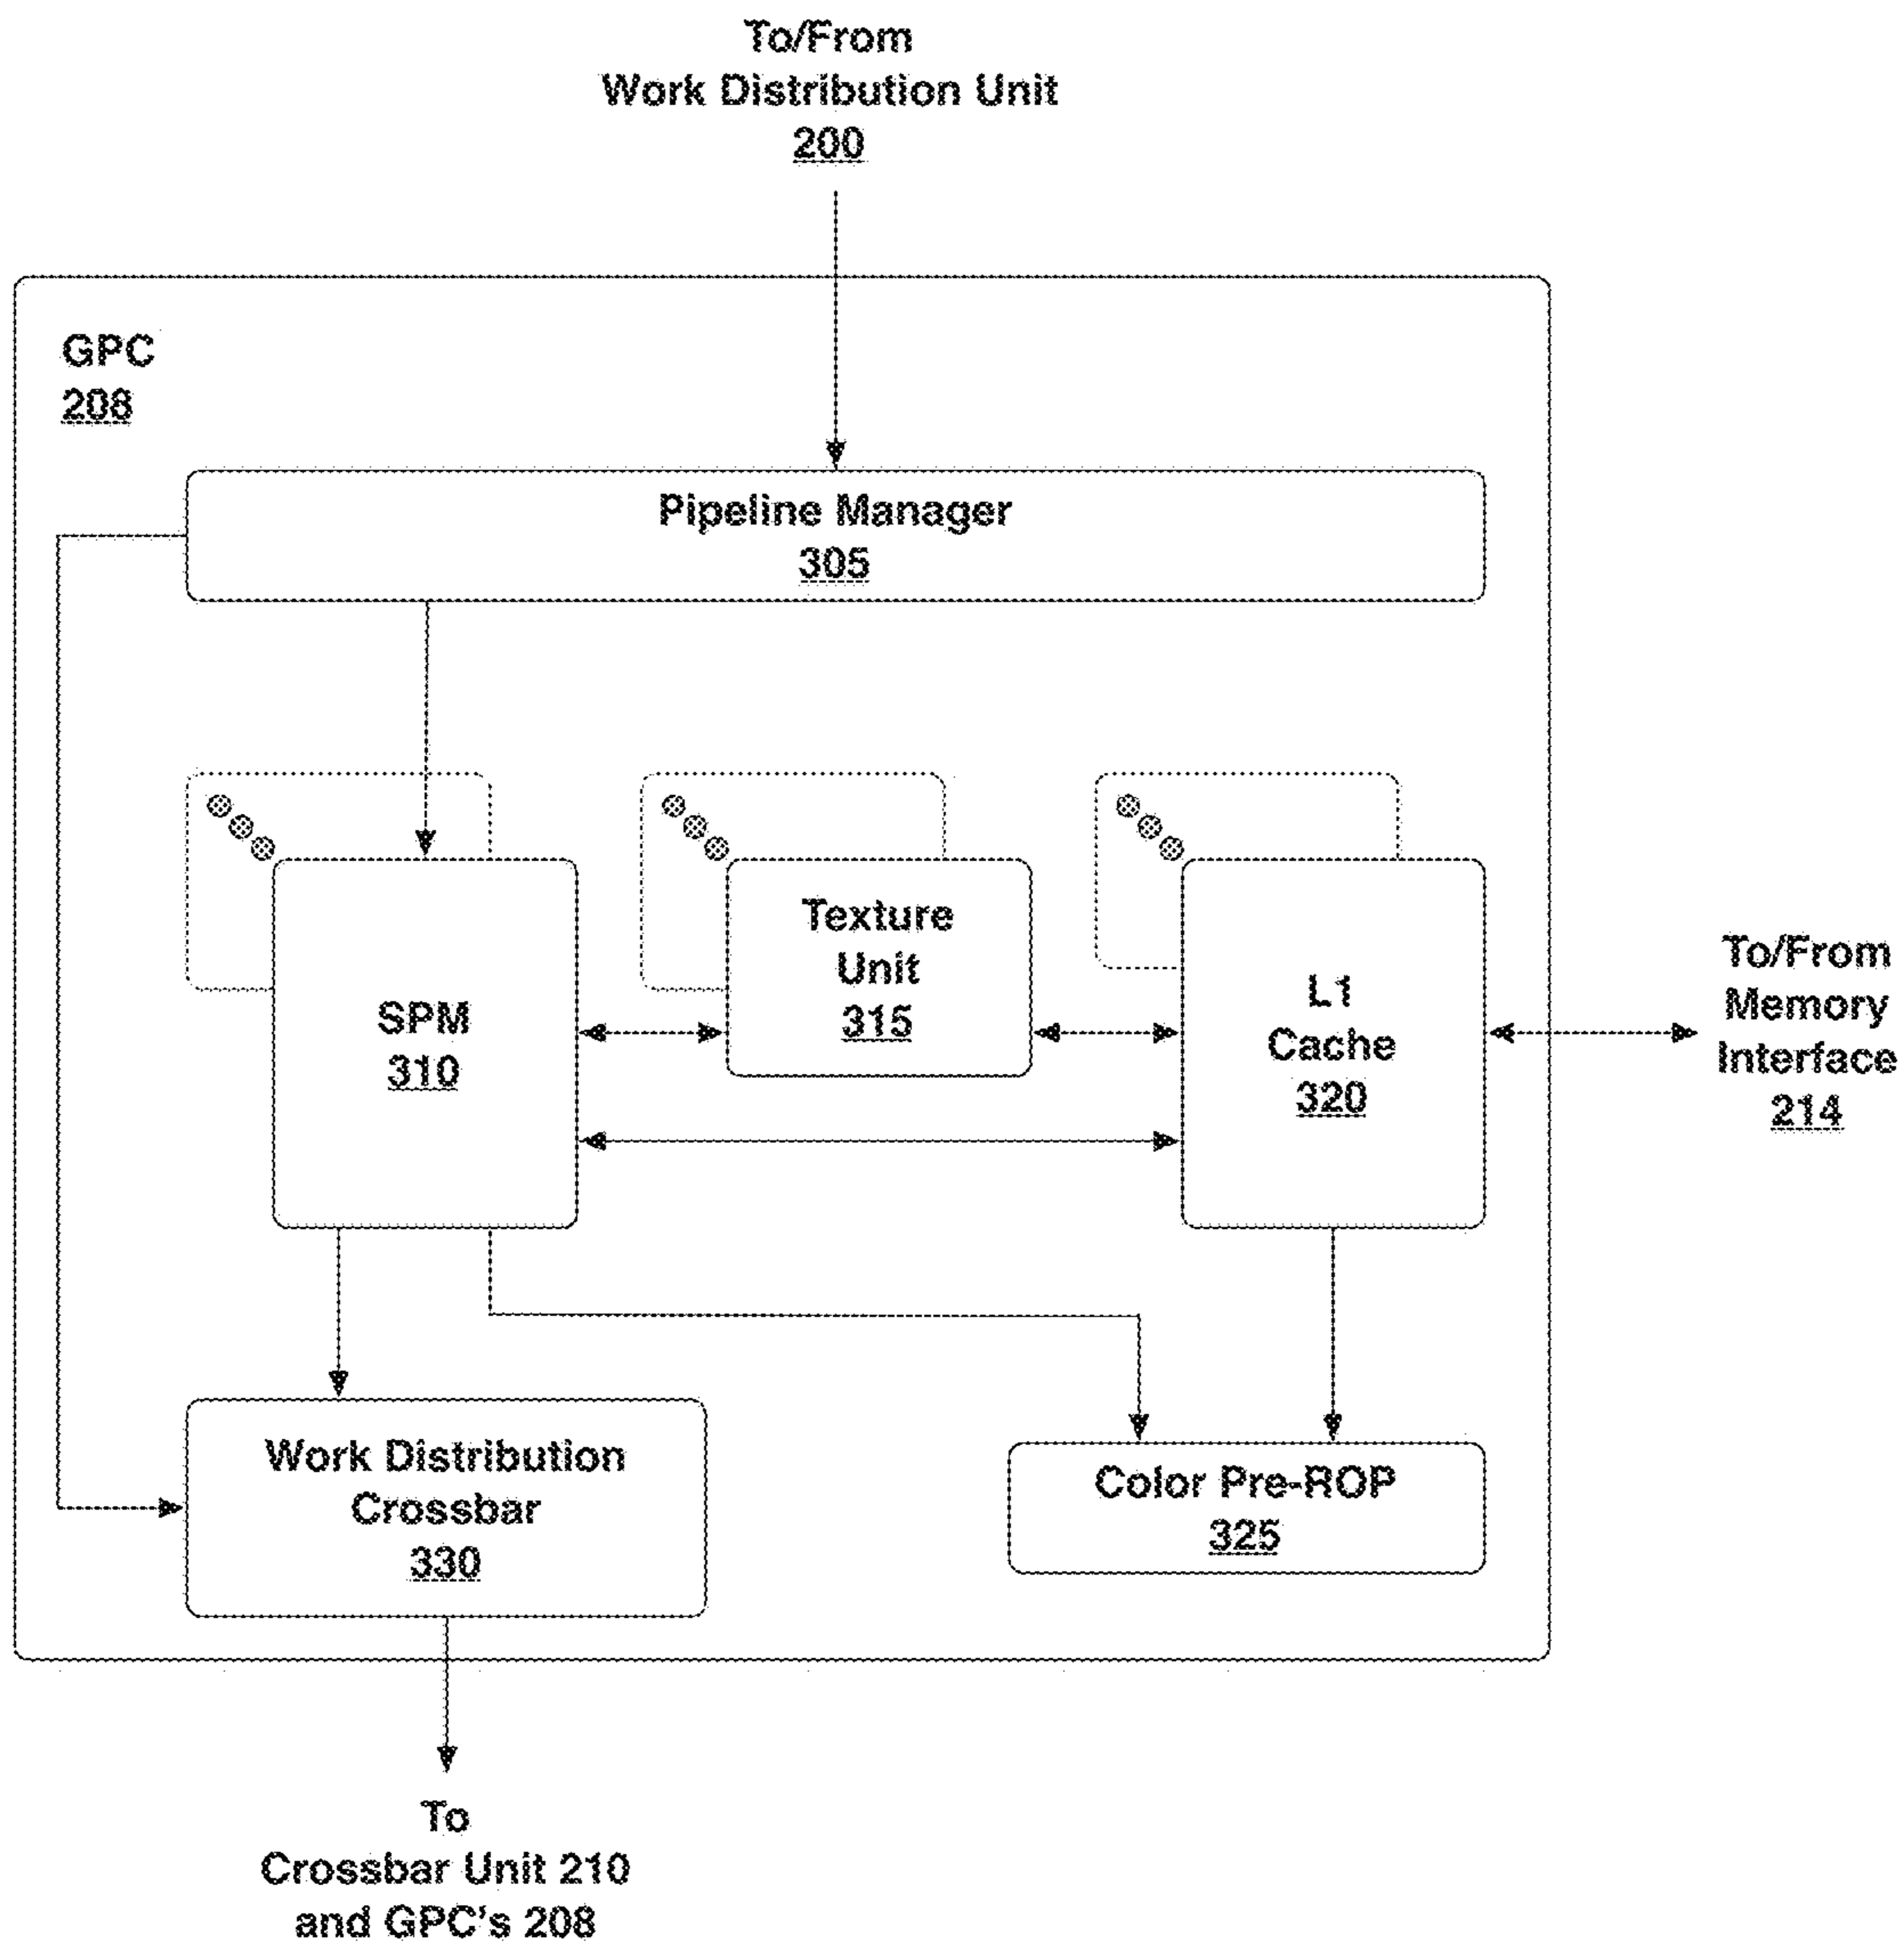 To/From
Work Distribution Unit
200
GPC
208
Pipeline Manager
305
SPM
310
Texture
Unit
315
L1
Cache
320
To/From
Memory
Interface
214
Work Distribution
Crossbar
330
Color Pre-ROP
325
To
Crossbar Unit 210
and GPC's 208